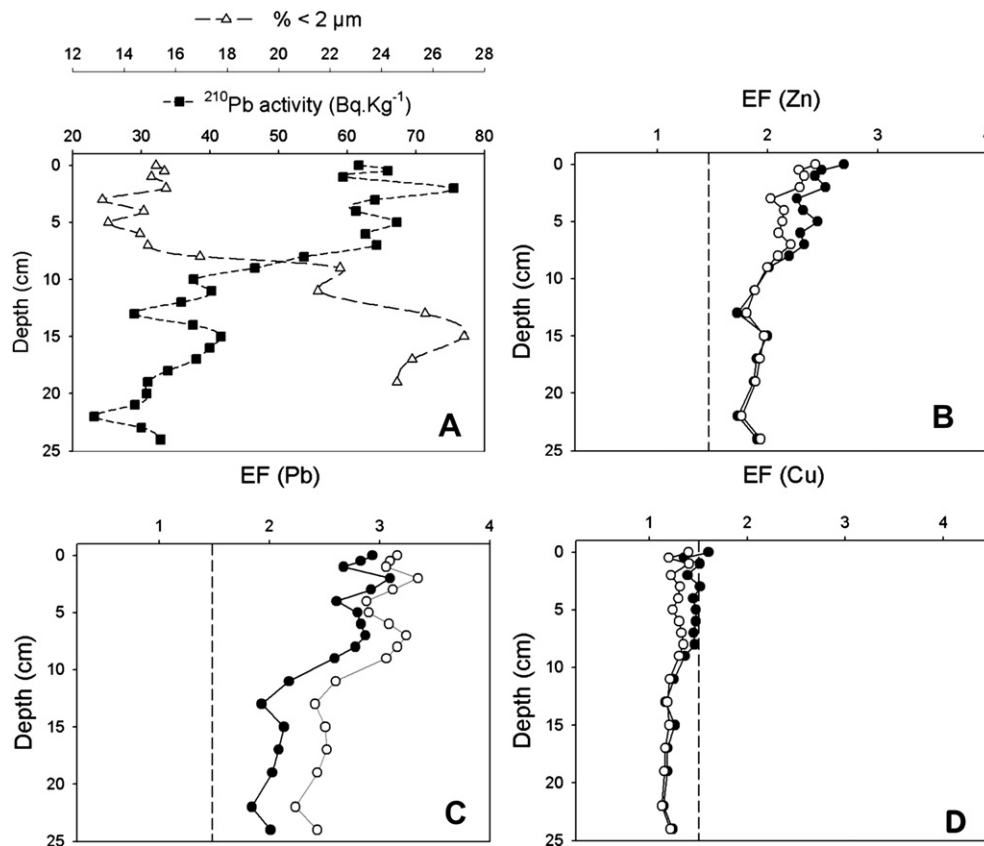 % < 2 µm
12 14 16 18 20 22 24 26 28
²¹⁰Pb activity (Bq.Kg⁻¹)
20 30 40 50 60 70 80
0
5
10
15
20
25
Depth (cm)
A
EF (Zn)
1 2 3 4
0
5
10
15
20
25
Depth (cm)
B
EF (Pb)
1 2 3 4
0
5
10
15
20
25
Depth (cm)
C
EF (Cu)
1 2 3 4
0
5
10
15
20
25
Depth (cm)
D